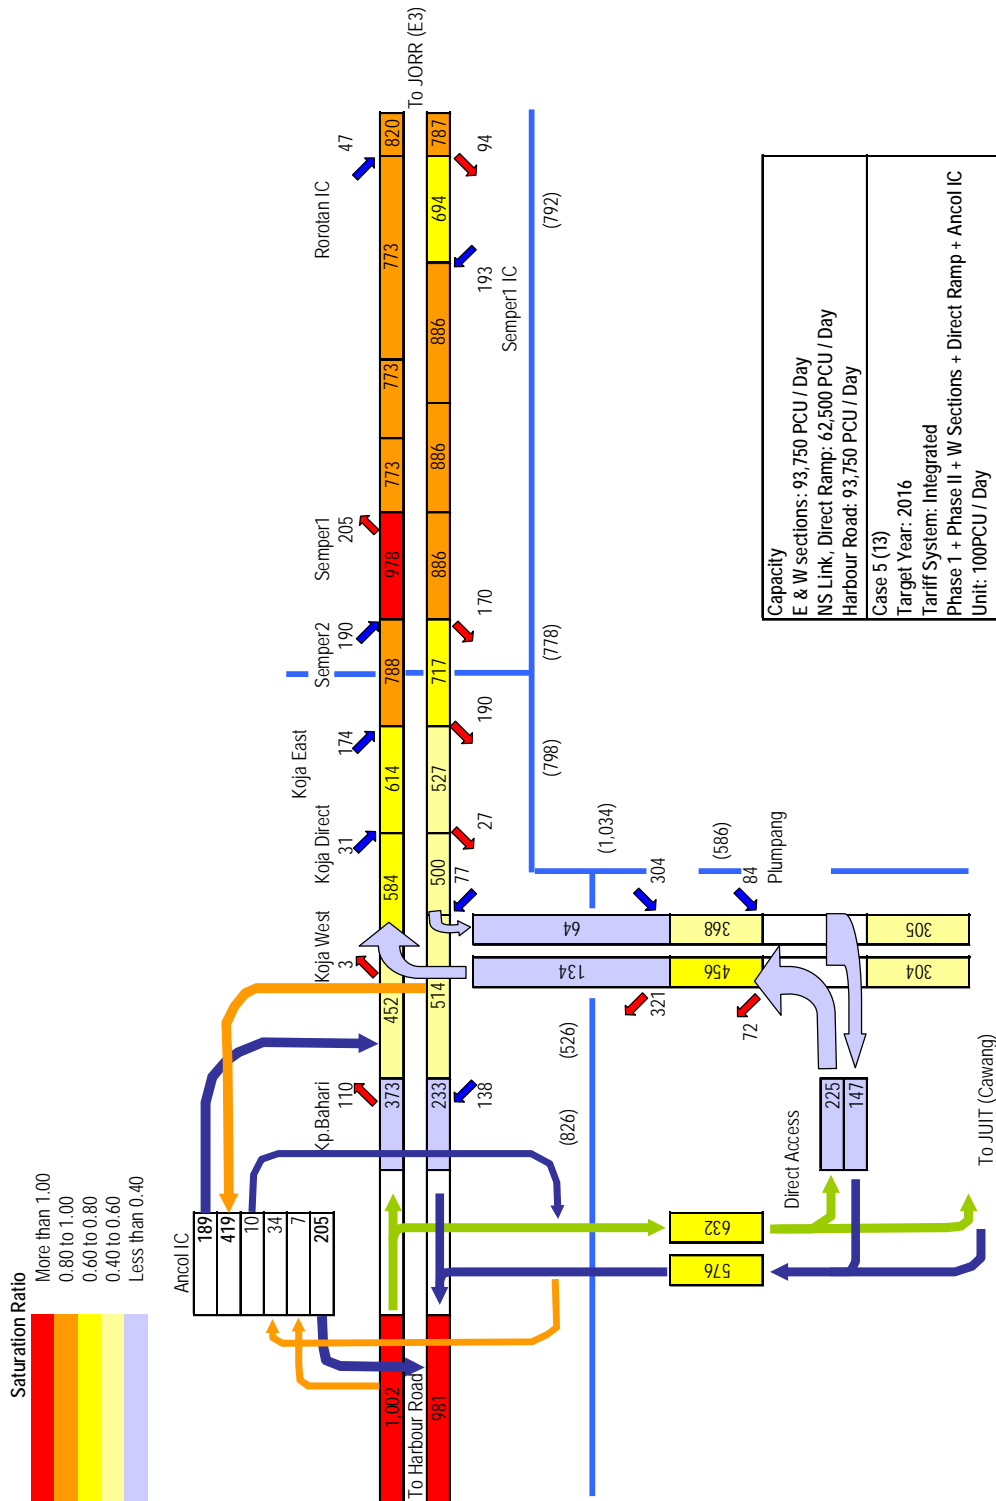 Saturation Ratio
More than 1.00
0.80 to 1.00
0.60 to 0.80
0.40 to 0.60
Less than 0.40
Ancol IC
189
419
10
34
7
205
Kp.Bahari
110
Koja West
3
Koja Direct
31
Koja East
174
Semper2
190
Semper1
205
Rorotan IC
47
To JORR (E3)
1,002
373
452
584
614
788
978
773
773
773
820
To Harbour Road
981
233
514
500
527
717
886
886
886
694
787
138
77
27
190
170
193
Semper1 IC
94
(826)
(526)
(1,034)
(798)
(778)
(792)
134
64
321
304
456
368
(586)
72
84
Plumpang
304
305
632
576
Direct Access
225
147
To JUIT (Cawang)
Capacity
E & W sections: 93,750 PCU / Day
NS Link, Direct Ramp: 62,500 PCU / Day
Harbour Road: 93,750 PCU / Day
Case 5 (13)
Target Year: 2016
Tariff System: Integrated
Phase 1 + Phase II + W Sections + Direct Ramp + Ancol IC
Unit: 100PCU / Day